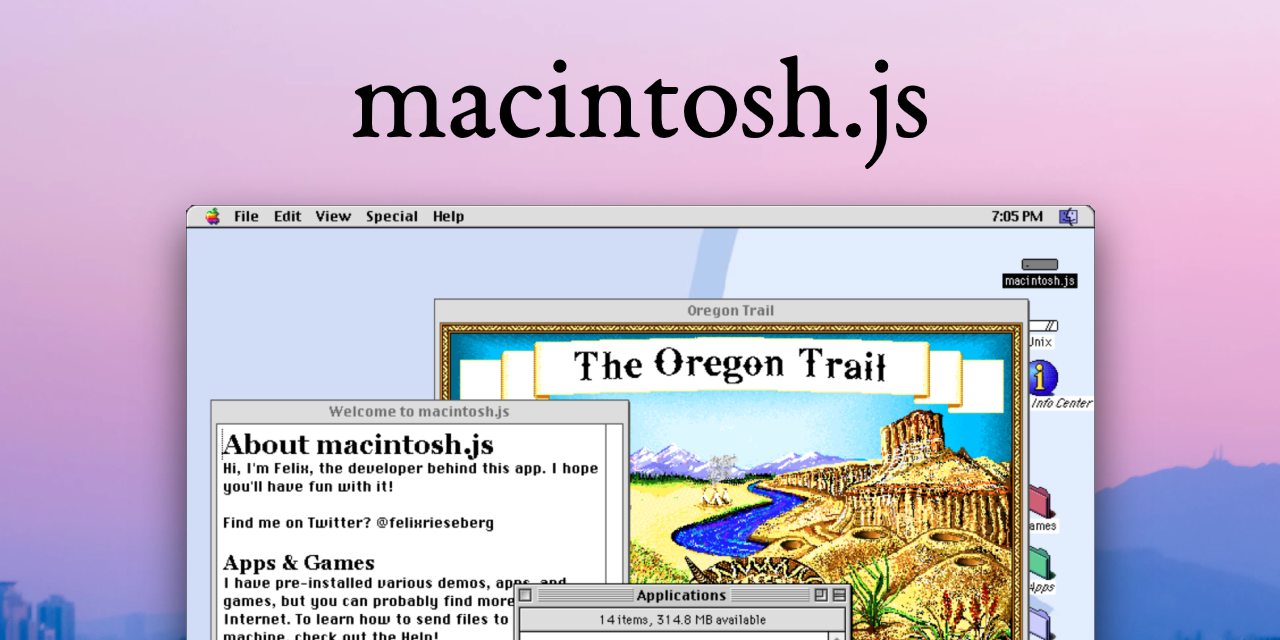 macintosh.js
File Edit View Special Help
7:05 PM
macintosh.js
Oregon Trail
The Oregon Trail
Unix
Info Center
Welcome to macintosh.js
About macintosh.js
Hi, I'm Felix, the developer behind this app. I hope
you'll have fun with it!
Find me on Twitter? @felixrieseberg
Apps & Games
I have pre-installed various demos, apps, and
games, but you can probably find more
Internet. To learn how to send files to
machine, check out the Help!
ames
Apps
Applications
14 items, 314.8 MB available